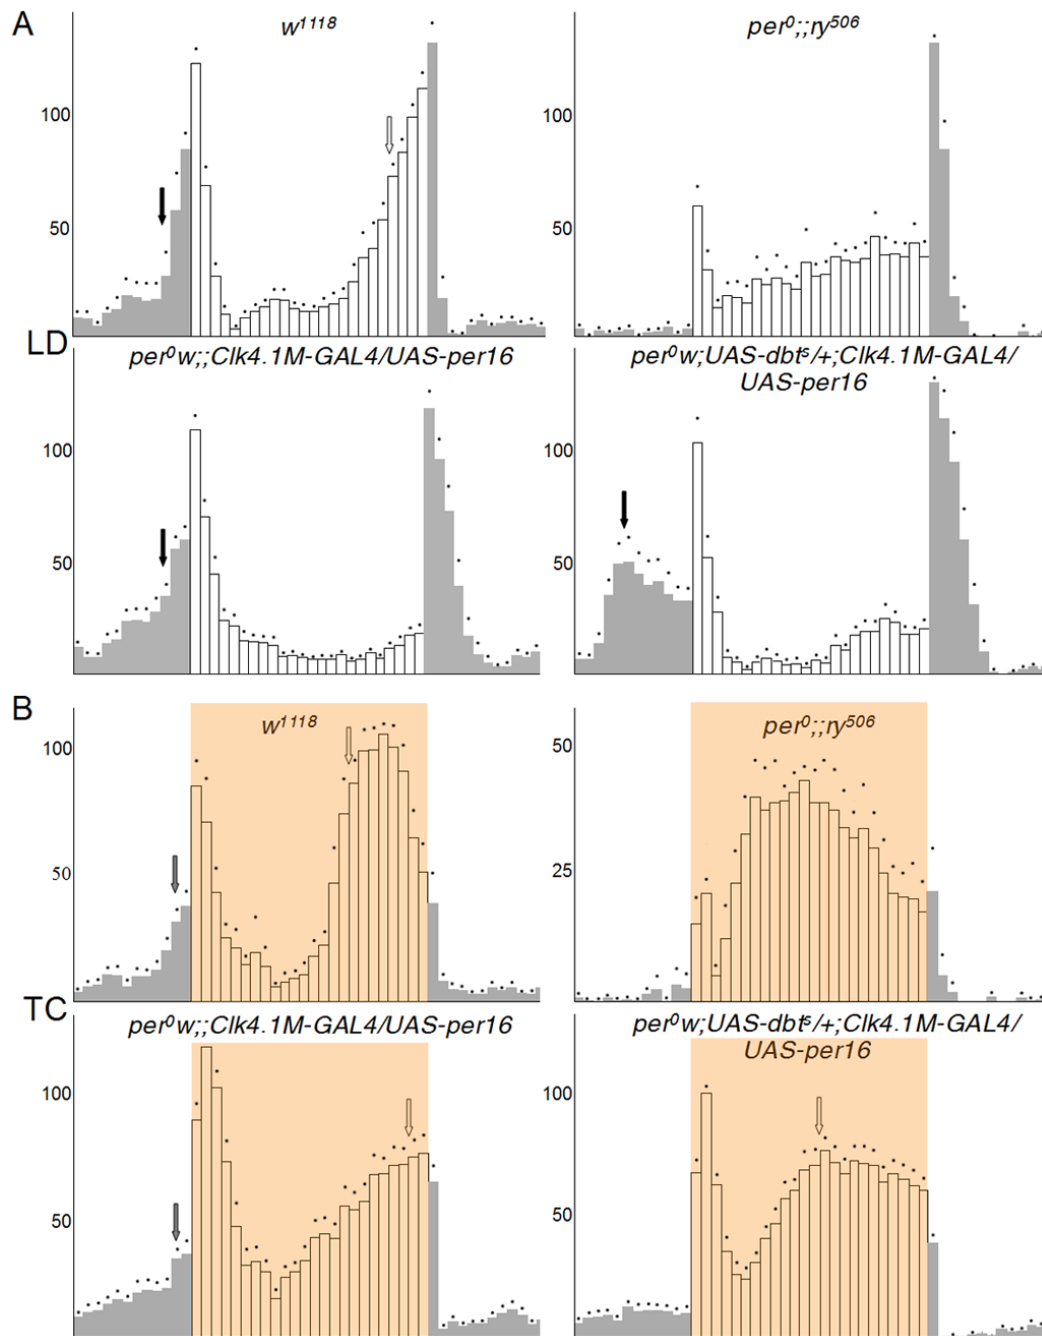 A
w1118
per0;;ry506
100
50
100
50
LD
per0w;;Clk4.1M-GAL4/UAS-per16
per0w;UAS-dbts/+;Clk4.1M-GAL4/
UAS-per16
100
50
100
50
B
w1118
per0;;ry506
100
50
50
25
TC
per0w;;Clk4.1M-GAL4/UAS-per16
per0w;UAS-dbts/+;Clk4.1M-GAL4/
UAS-per16
100
50
100
50